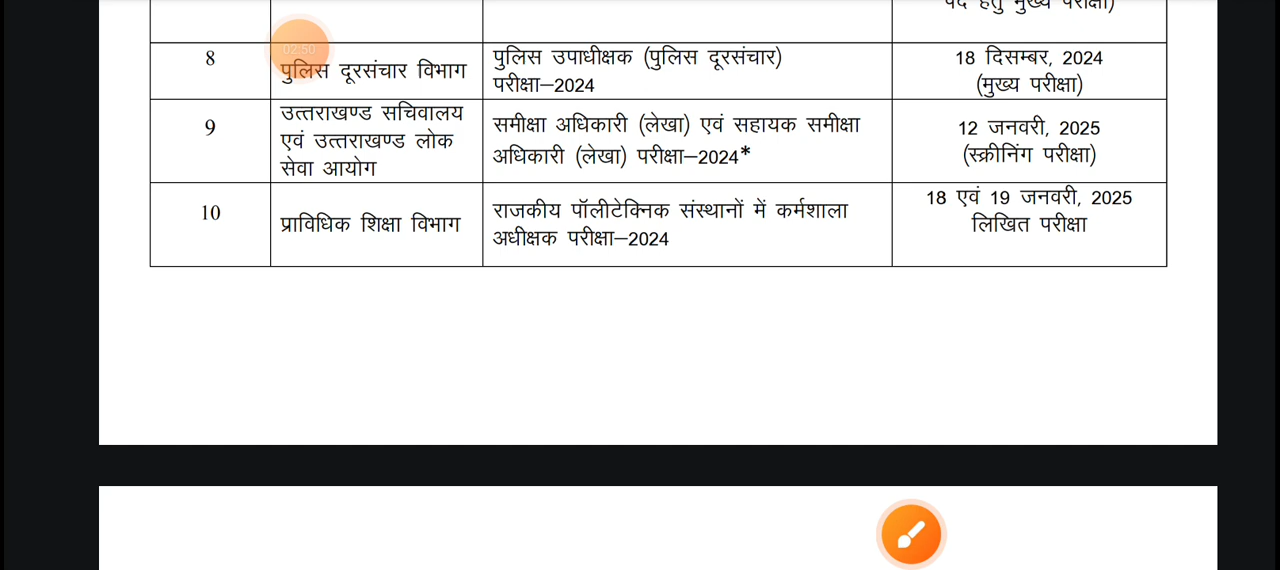 पद हेतु मुख्य परीक्षा)
8
02:50
पुलिस दूरसंचार विभाग
पुलिस उपाधीक्षक (पुलिस दूरसंचार)
परीक्षा–2024
18 दिसम्बर, 2024
(मुख्य परीक्षा)
9
उत्तराखण्ड सचिवालय
एवं उत्तराखण्ड लोक
सेवा आयोग
समीक्षा अधिकारी (लेखा) एवं सहायक समीक्षा
अधिकारी (लेखा) परीक्षा–2024*
12 जनवरी, 2025
(स्क्रीनिंग परीक्षा)
10
प्राविधिक शिक्षा विभाग
राजकीय पॉलीटेक्निक संस्थानों में कर्मशाला
अधीक्षक परीक्षा–2024
18 एवं 19 जनवरी, 2025
लिखित परीक्षा